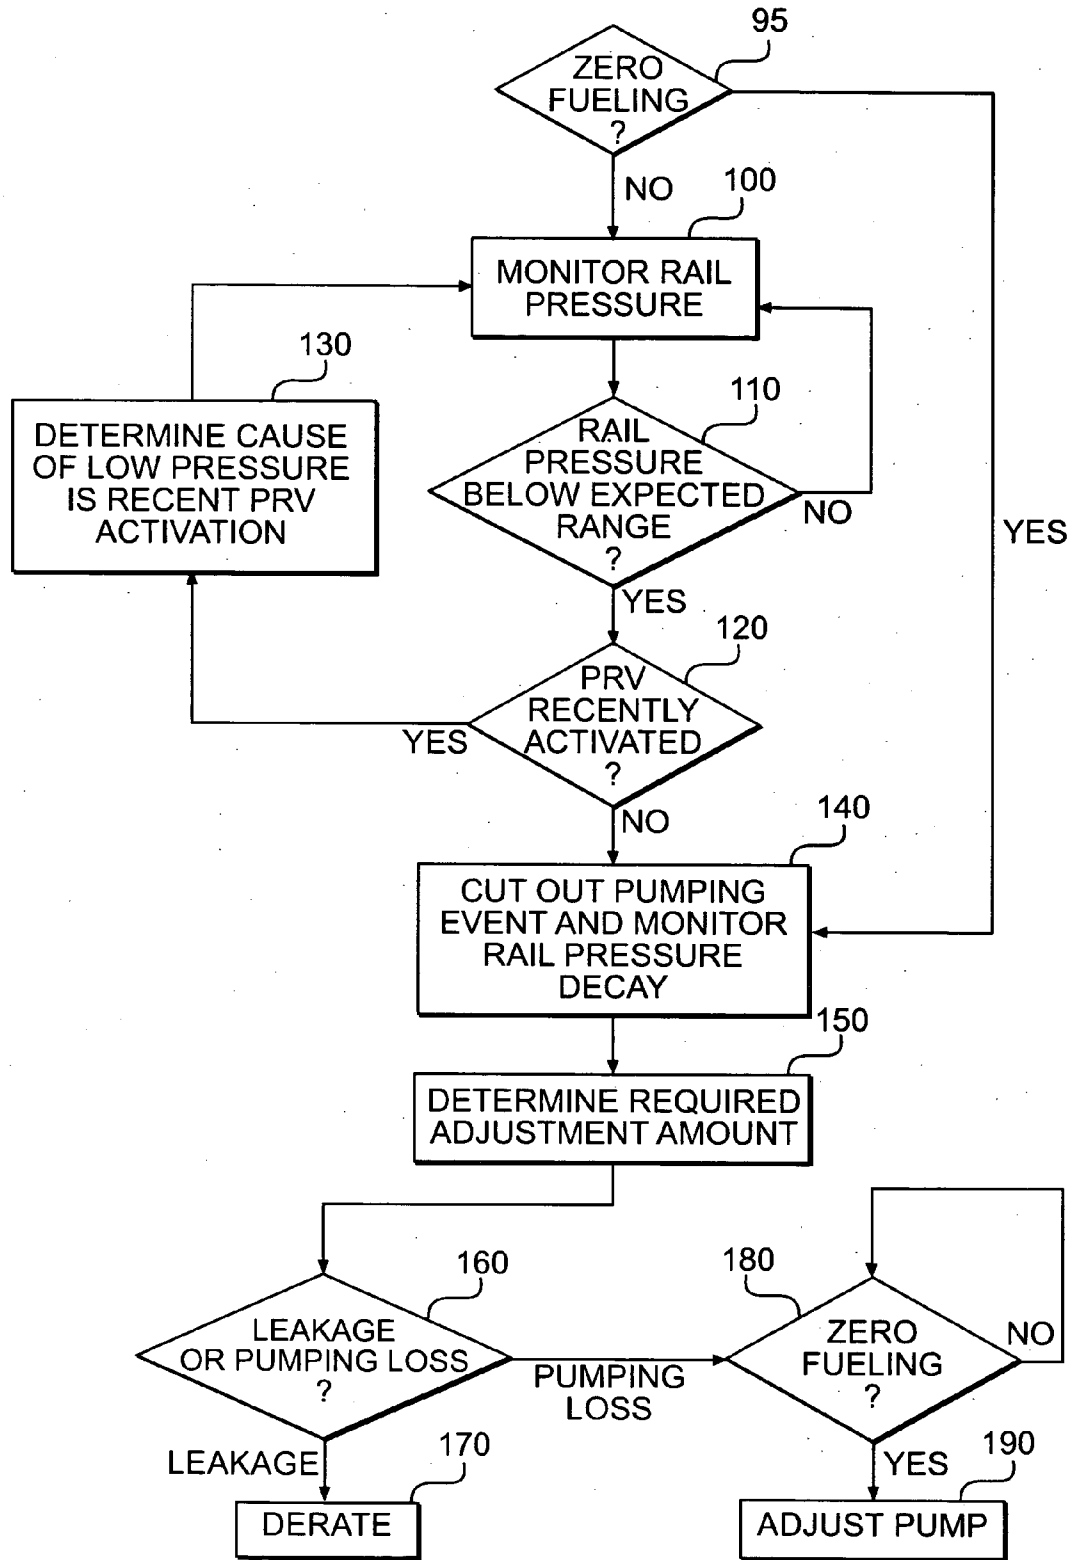 95
ZERO
FUELING
?
NO
100
MONITOR RAIL
PRESSURE
130
DETERMINE CAUSE
OF LOW PRESSURE
IS RECENT PRV
ACTIVATION
110
RAIL
PRESSURE
BELOW EXPECTED
RANGE
?
NO
YES
YES
120
PRV
RECENTLY
ACTIVATED
?
YES
NO
140
CUT OUT PUMPING
EVENT AND MONITOR
RAIL PRESSURE
DECAY
150
DETERMINE REQUIRED
ADJUSTMENT AMOUNT
160
LEAKAGE
OR PUMPING LOSS
?
PUMPING
LOSS
180
ZERO
FUELING
?
NO
LEAKAGE
170
DERATE
YES
190
ADJUST PUMP